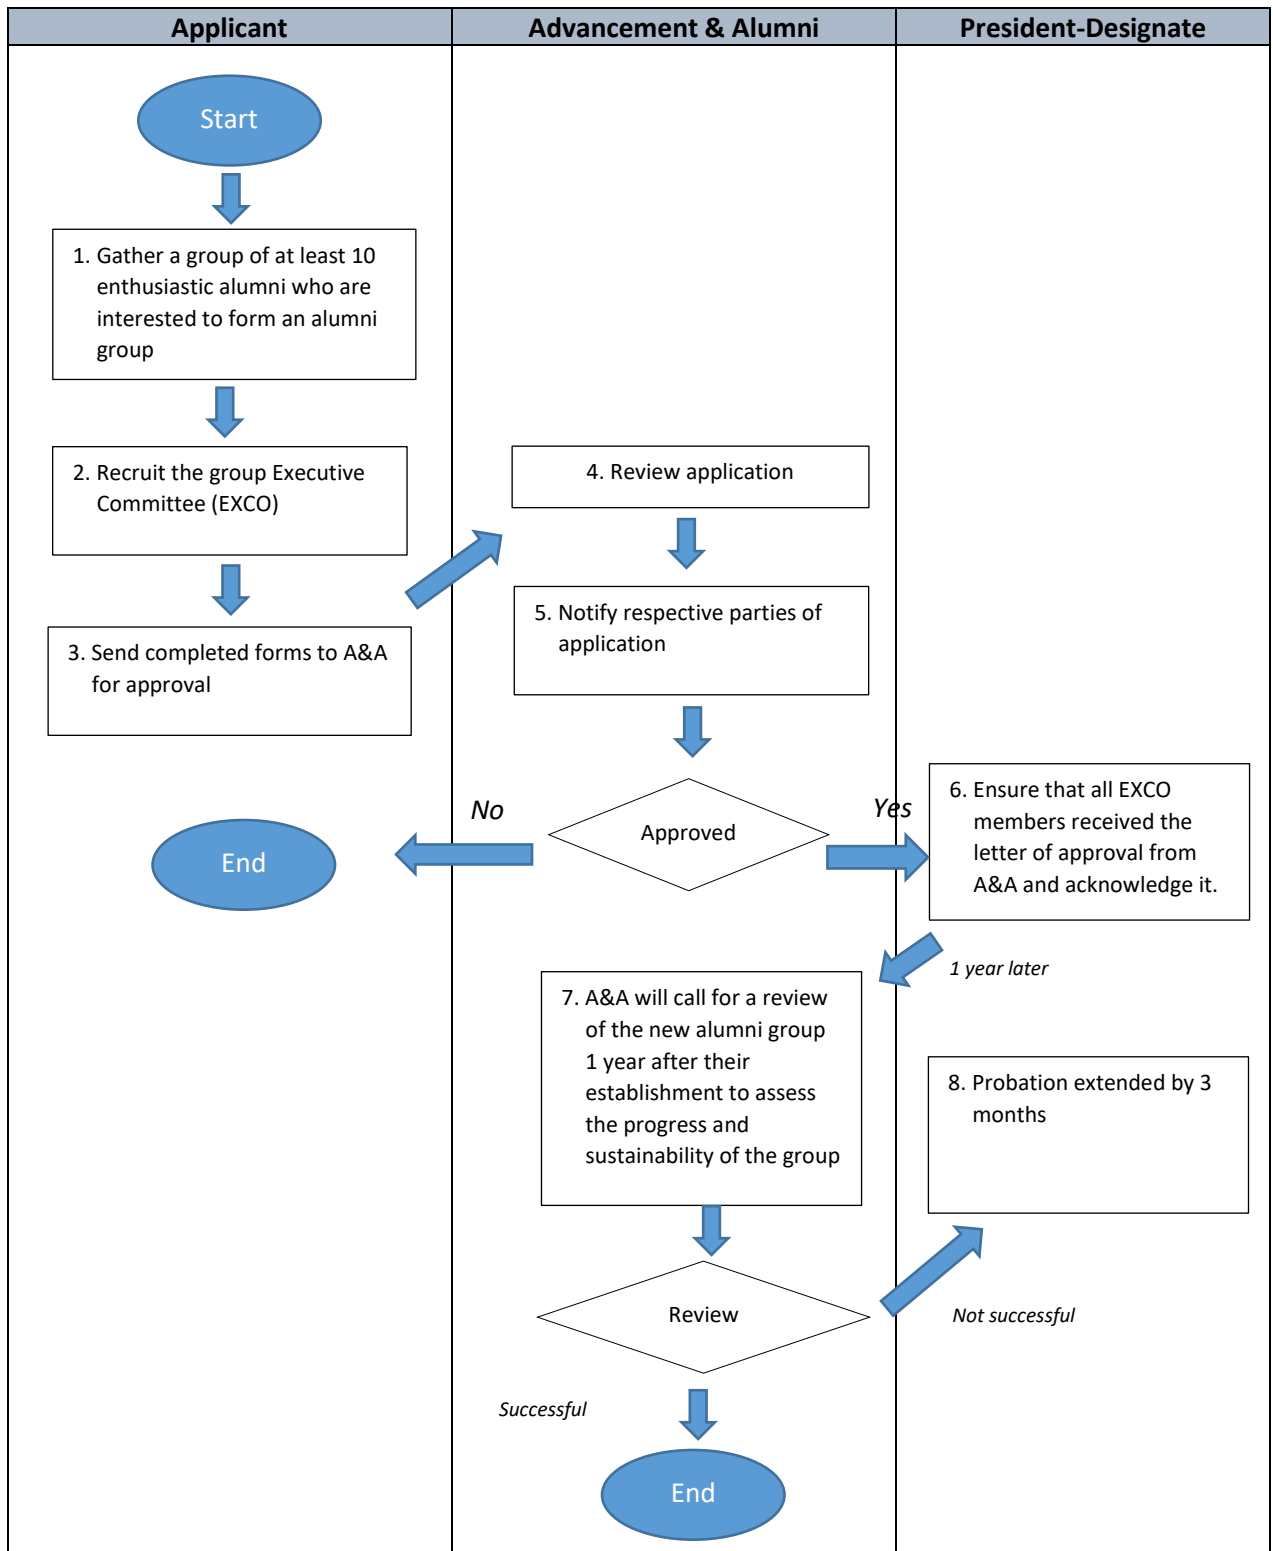 Applicant
Advancement & Alumni
President-Designate
Start
1. Gather a group of at least 10
enthusiastic alumni who are
interested to form an alumni
group
2. Recruit the group Executive
Committee (EXCO)
3. Send completed forms to A&A
for approval
4. Review application
5. Notify respective parties of
application
Approved
No
Yes
End
6. Ensure that all EXCO
members received the
letter of approval from
A&A and acknowledge it.
1 year later
7. A&A will call for a review
of the new alumni group
1 year after their
establishment to assess
the progress and
sustainability of the group
8. Probation extended by 3
months
Review
Not successful
Successful
End